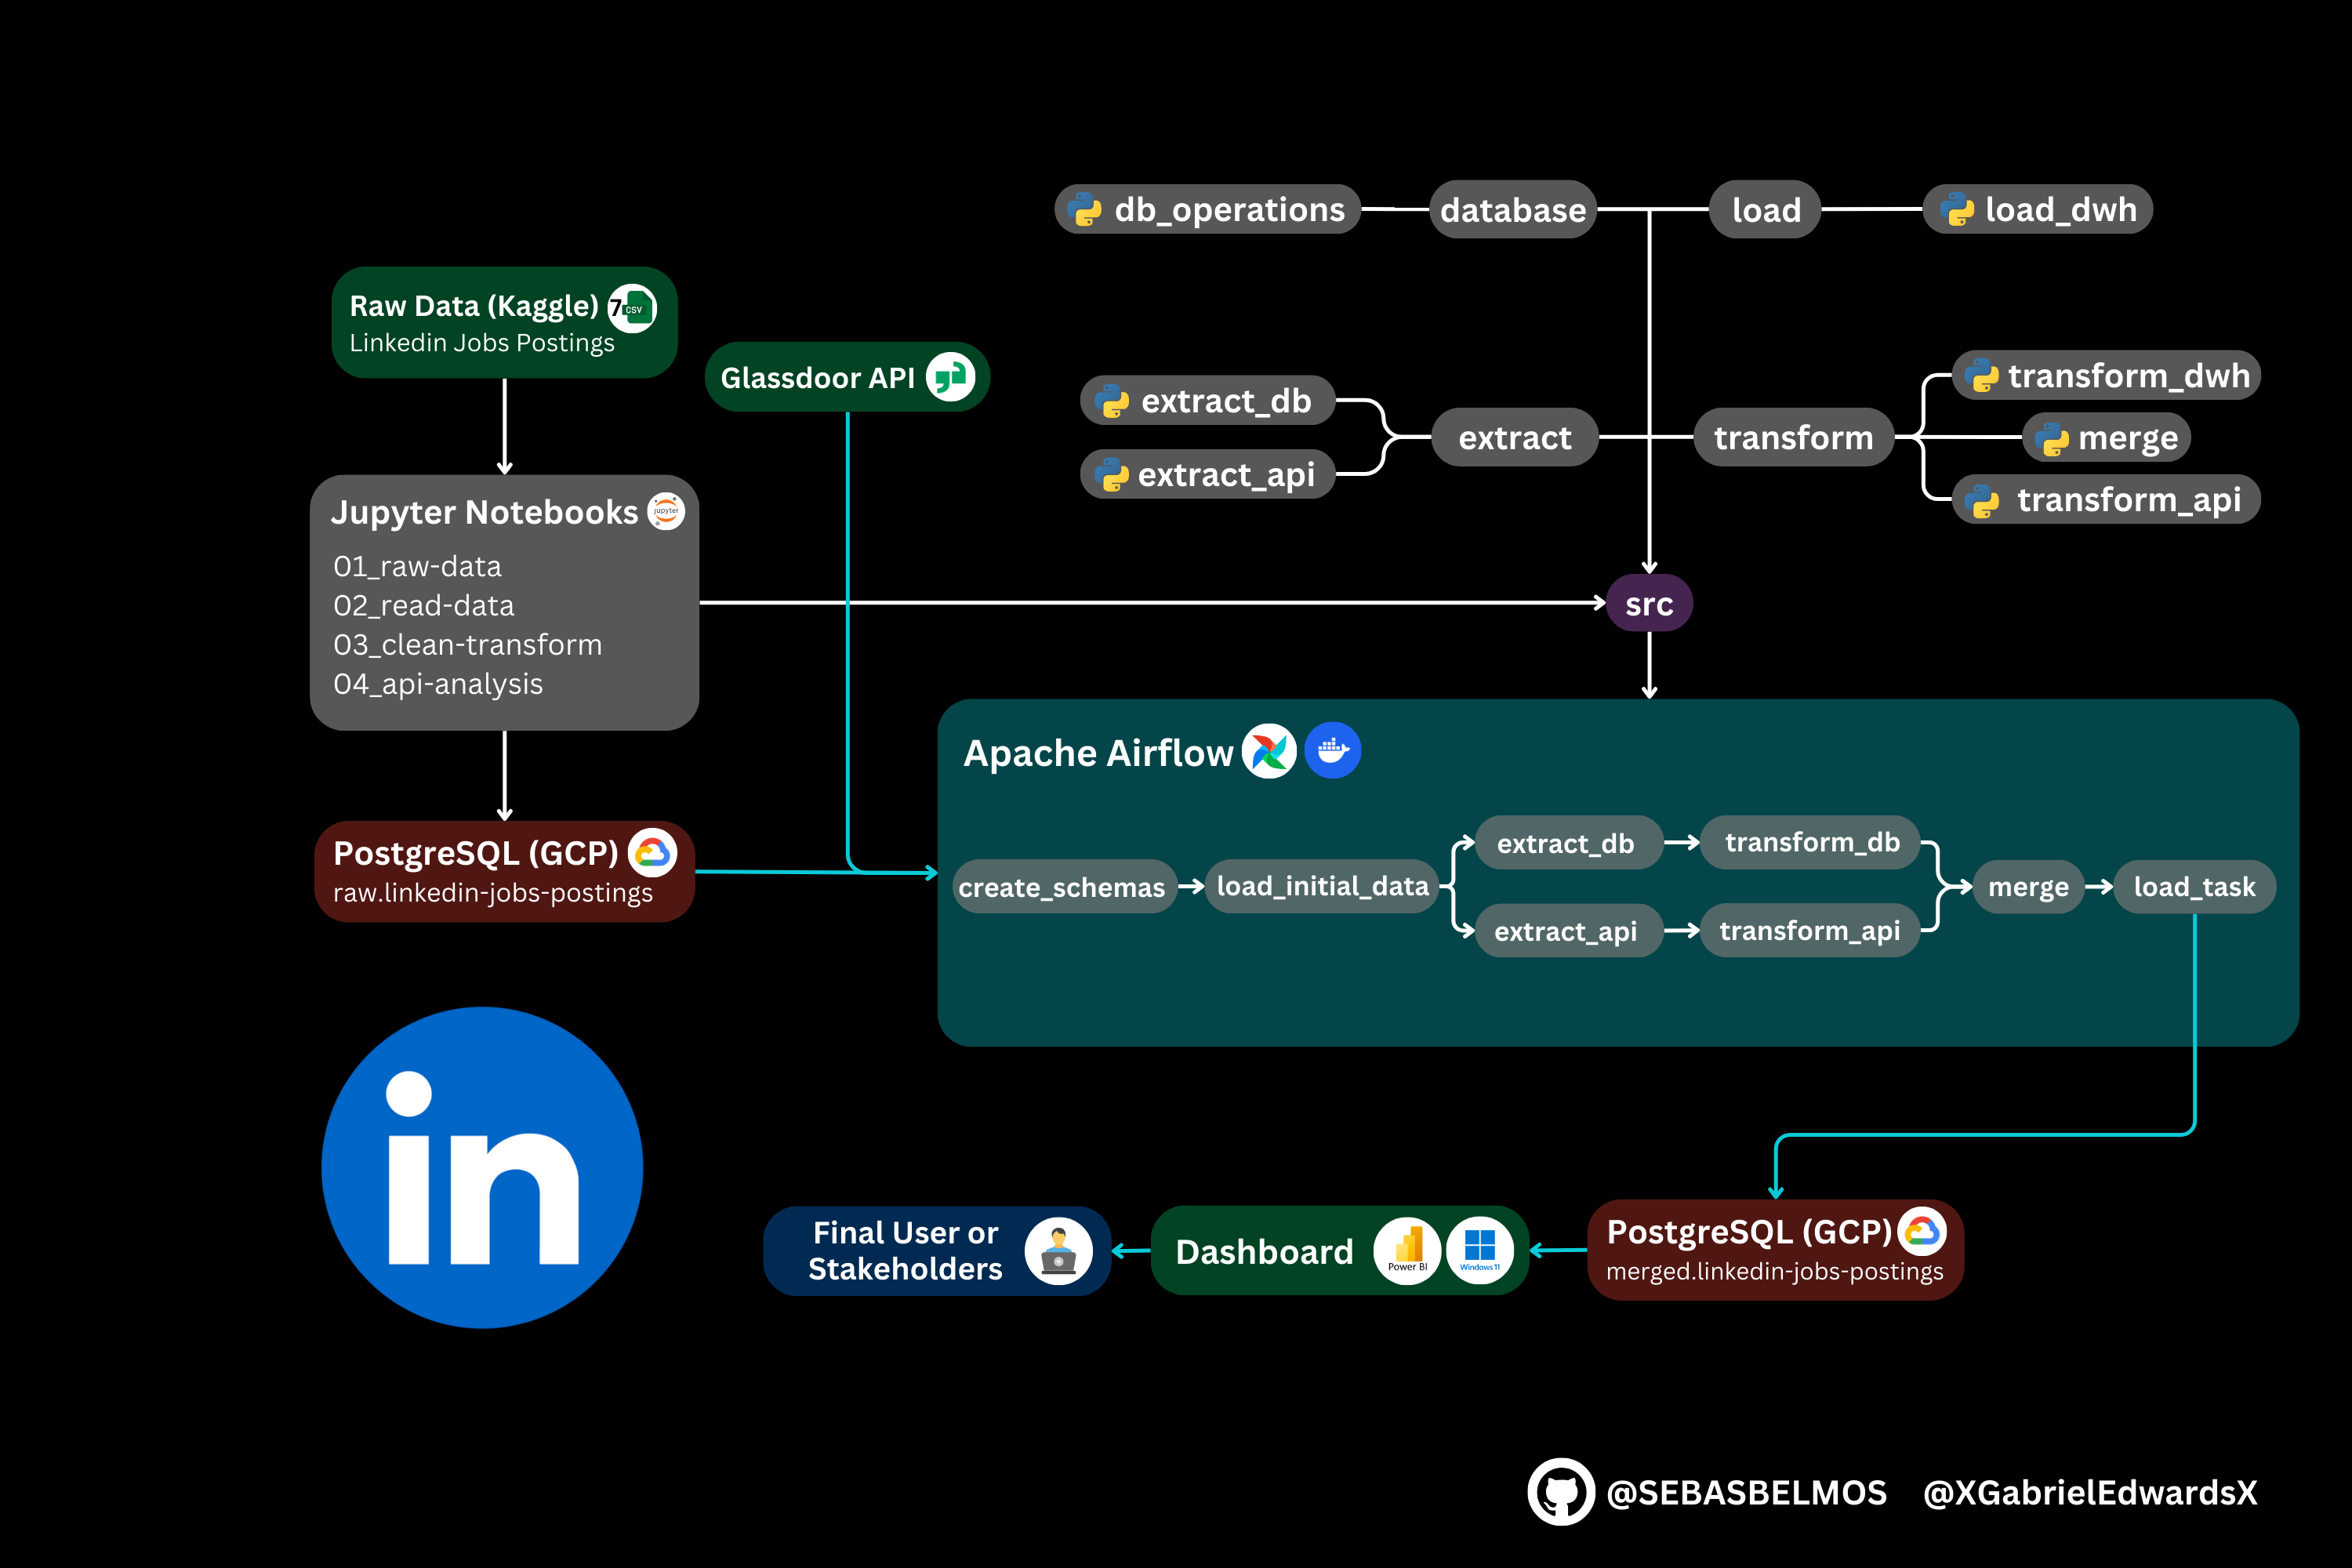 db_operations
database
load
load_dwh
Raw Data (Kaggle)
7
CSV
Linkedin Jobs Postings
Glassdoor API
extract_db
extract_api
extract
transform
transform_dwh
merge
transform_api
Jupyter Notebooks
jupyter
01_raw-data
02_read-data
03_clean-transform
04_api-analysis
src
Apache Airflow
PostgreSQL (GCP)
raw.linkedin-jobs-postings
create_schemas
load_initial_data
extract_db
transform_db
extract_api
transform_api
merge
load_task
in
Final User or
Stakeholders
Dashboard
Power BI
Windows 11
PostgreSQL (GCP)
merged.linkedin-jobs-postings
@SEBASBELMOS
@XGabrielEdwardsX